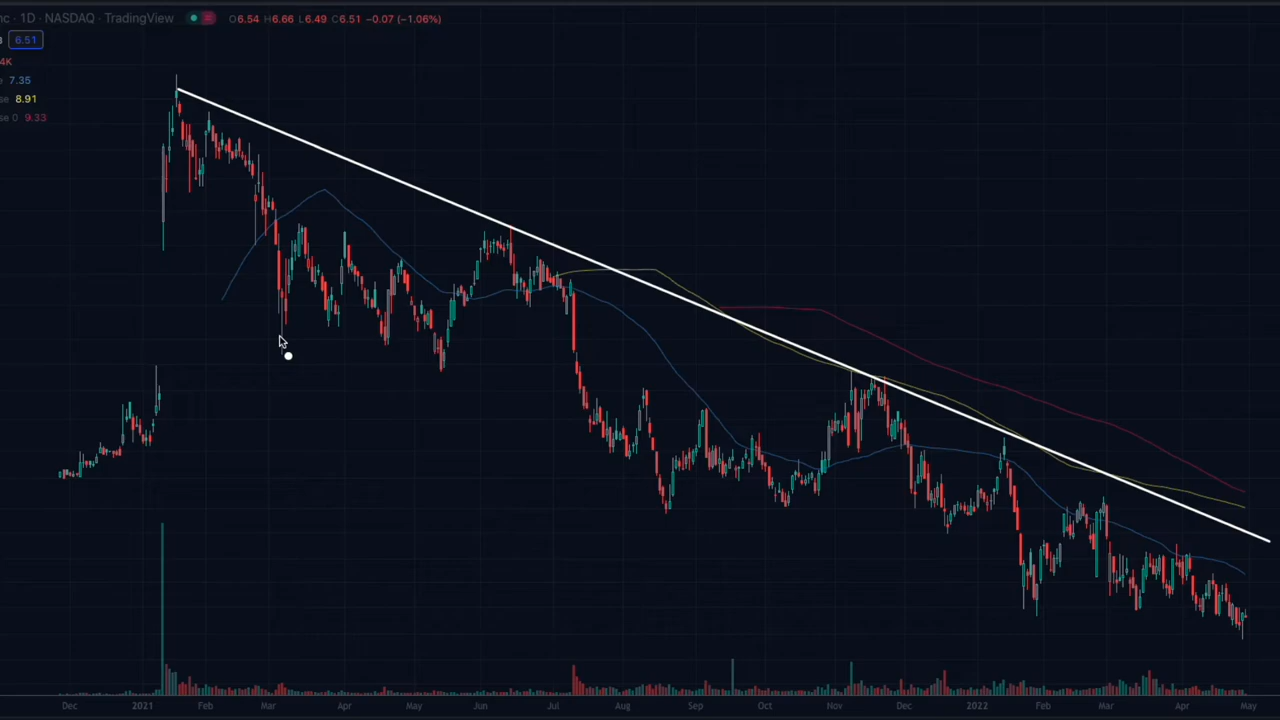 nc · 1D · NASDAQ · TradingView O6.54 H6.66 L6.49 C6.51 −0.07 (−1.06%)
6.51
4K
7.35
se 8.91
se 0 9.33
Dec 2021 Feb Mar Apr May Jun Jul Aug Sep Oct Nov Dec 2022 Feb Mar Apr May